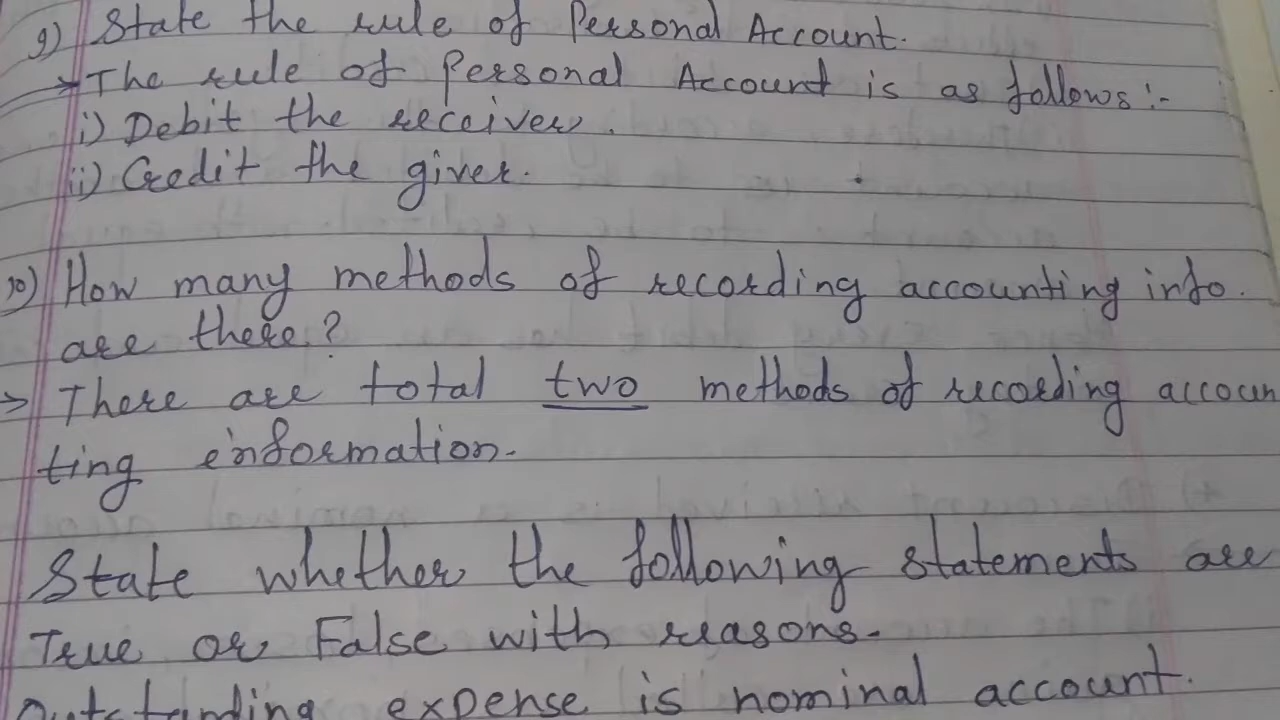 9) State the rule of Personal Account.
→ The rule of Personal Account is as follows :-
i) Debit the receiver.
ii) Credit the giver.
10) How many methods of recording accounting info.
are there?
> There are total two methods of recording accoun
ting information.
State whether the following statements are
True or False with reasons.
Outstanding expense is nominal account.